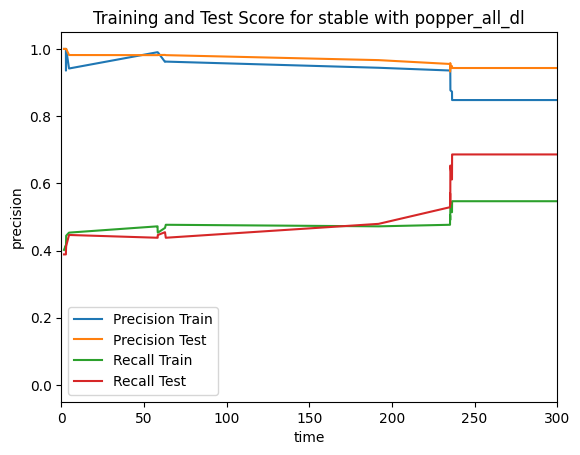 Training and Test Score for stable with popper_all_dl
1.0
0.8
0.6
0.4
0.2
0.0
precision
Precision Train
Precision Test
Recall Train
Recall Test
0 50 100 150 200 250 300
time